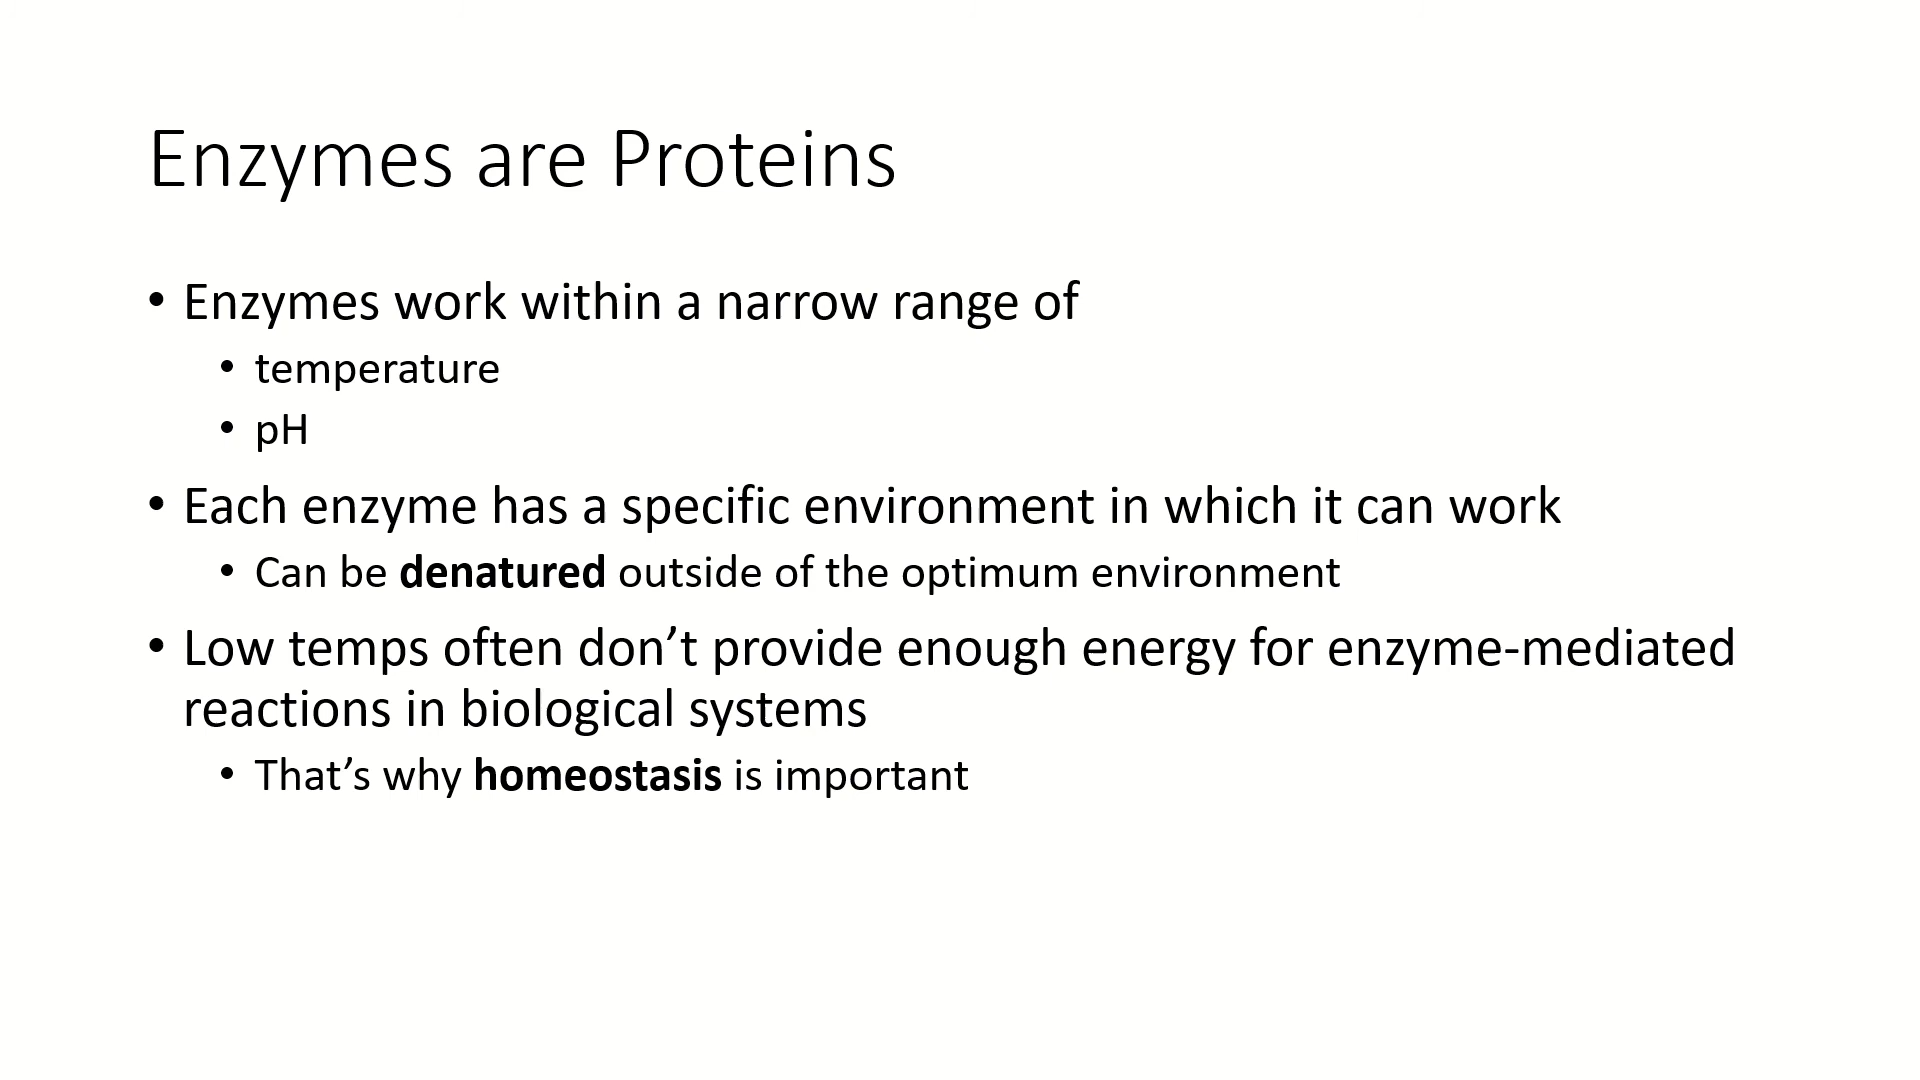 Enzymes are Proteins
• Enzymes work within a narrow range of
• temperature
• pH
• Each enzyme has a specific environment in which it can work
• Can be denatured outside of the optimum environment
• Low temps often don’t provide enough energy for enzyme-mediated
reactions in biological systems
• That’s why homeostasis is important